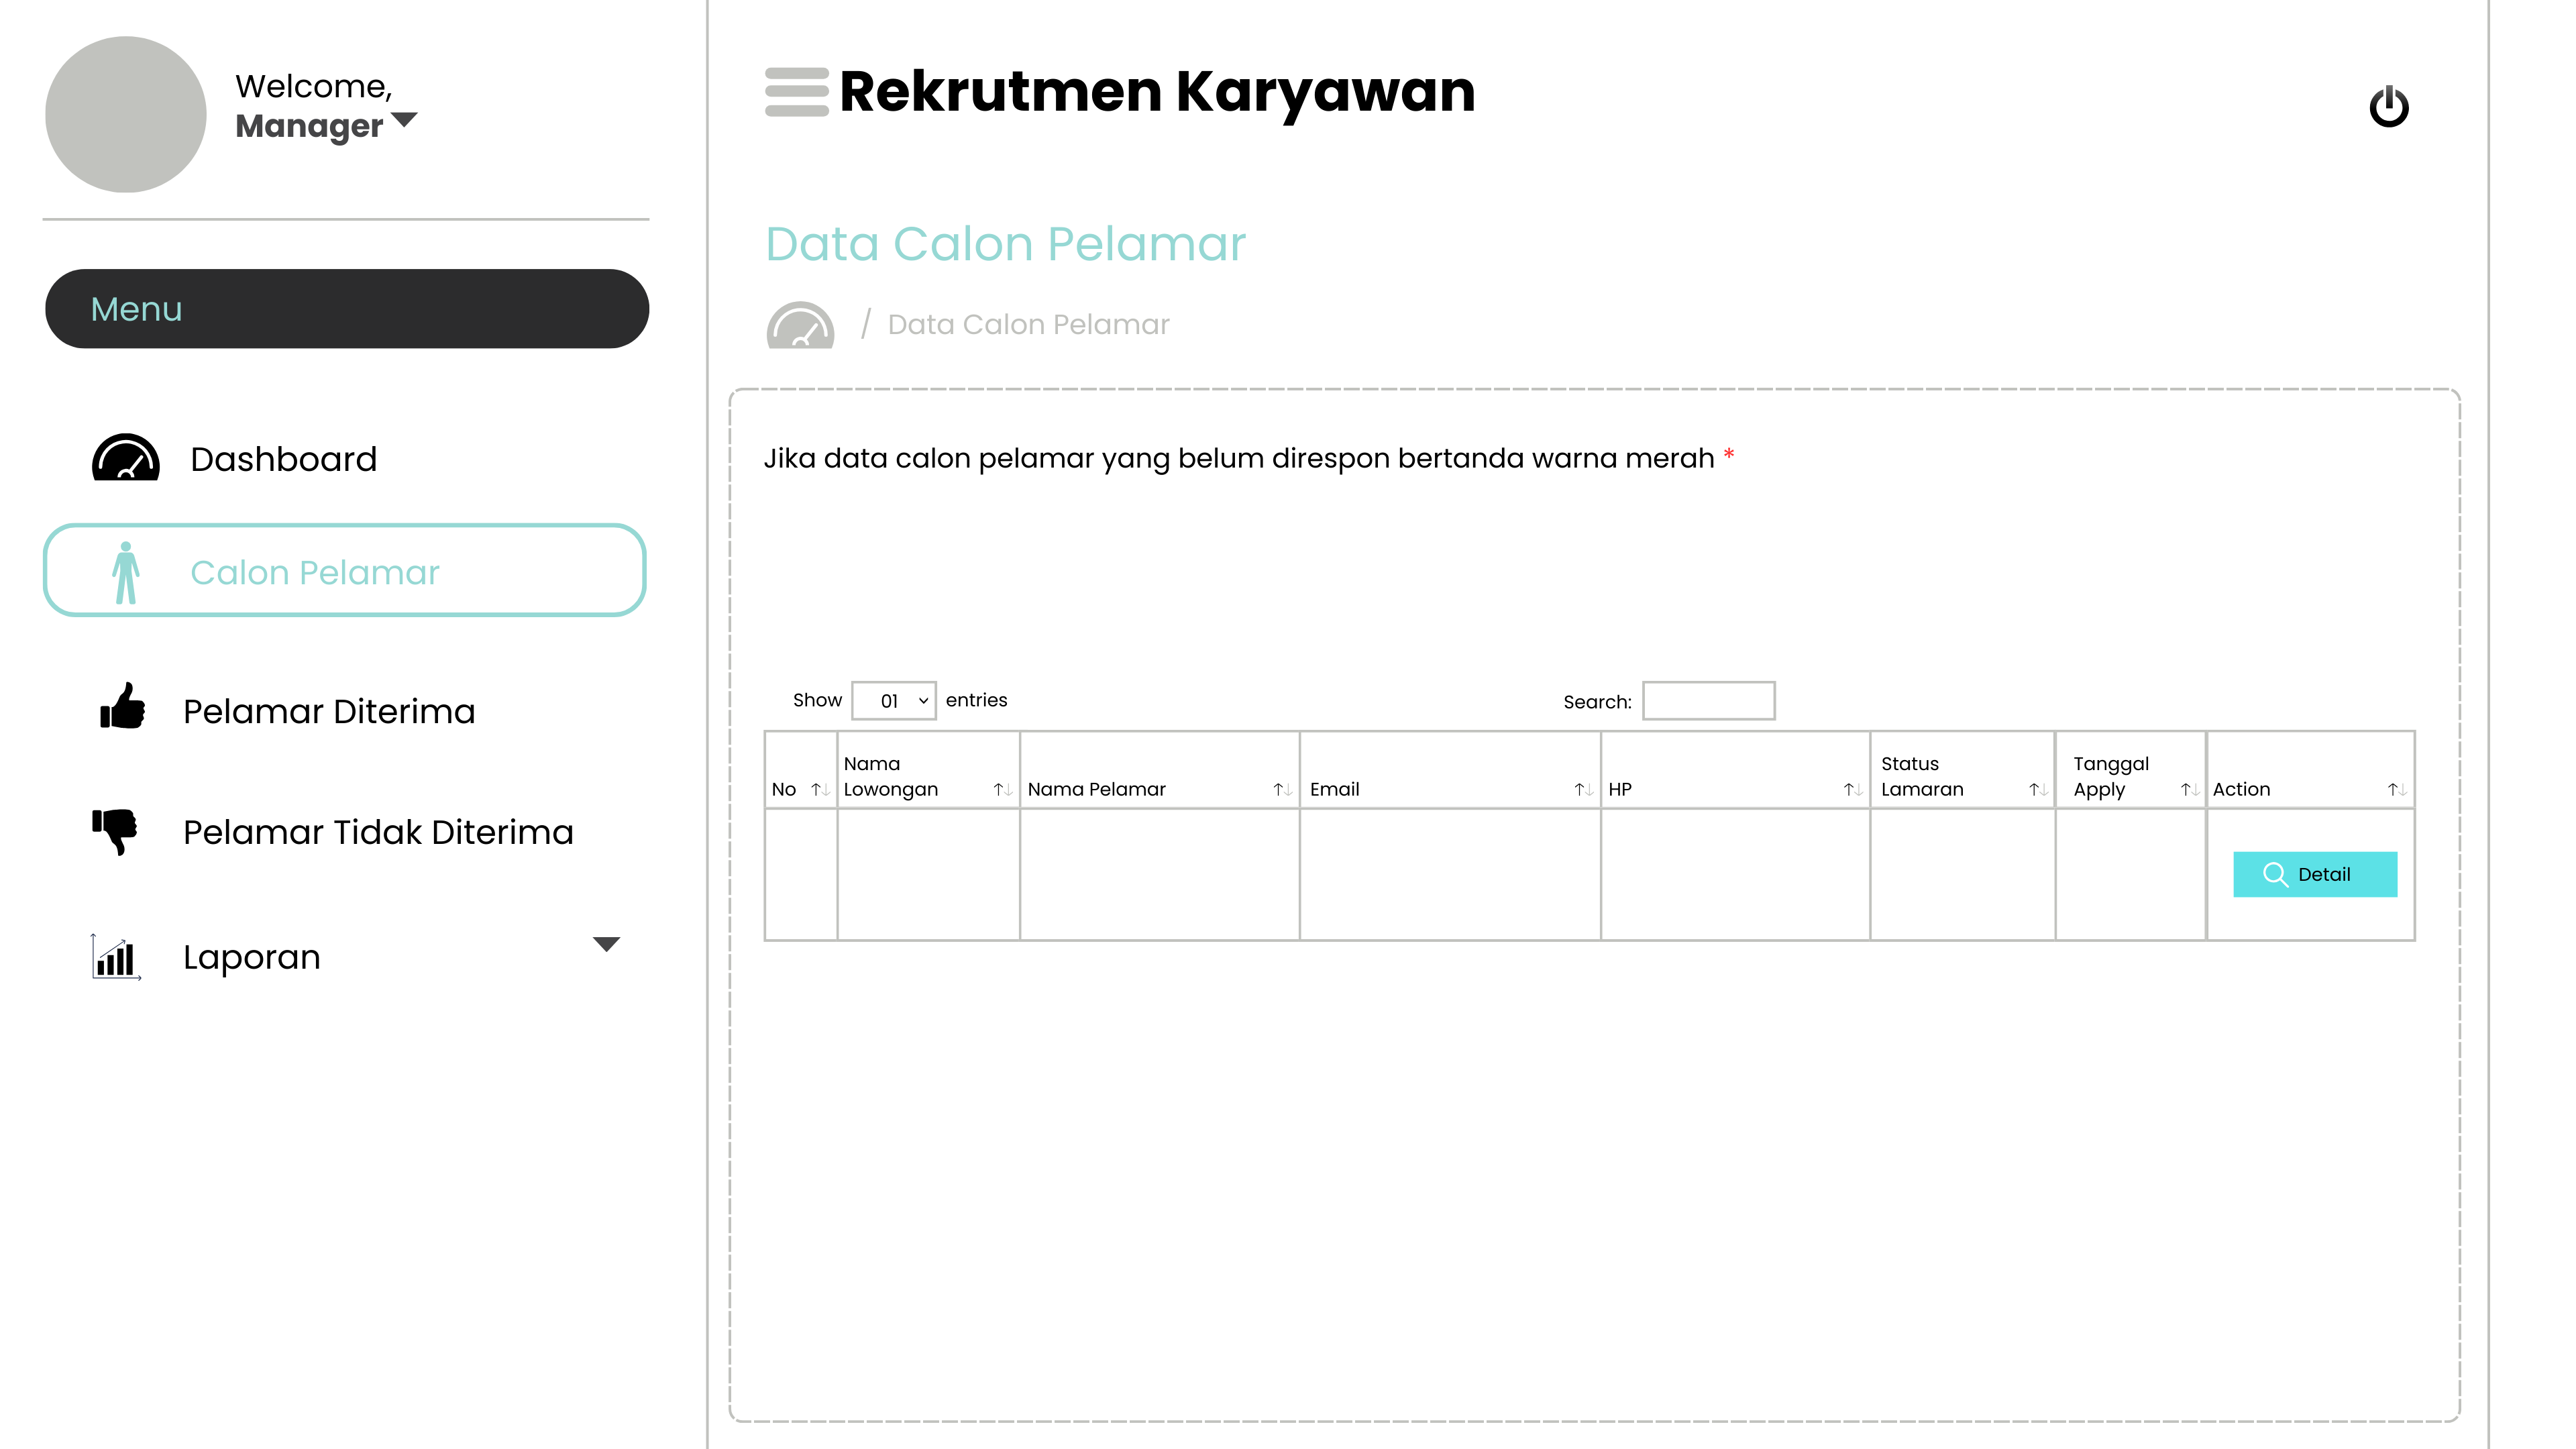 Welcome,
Manager
Menu
Dashboard
Calon Pelamar
Pelamar Diterima
Pelamar Tidak Diterima
Laporan
Rekrutmen Karyawan
Data Calon Pelamar
/ Data Calon Pelamar
Jika data calon pelamar yang belum direspon bertanda warna merah *
Show 01 entries
Search:
No
Nama
Lowongan
Nama Pelamar
Email
HP
Status
Lamaran
Tanggal
Apply
Action
Detail